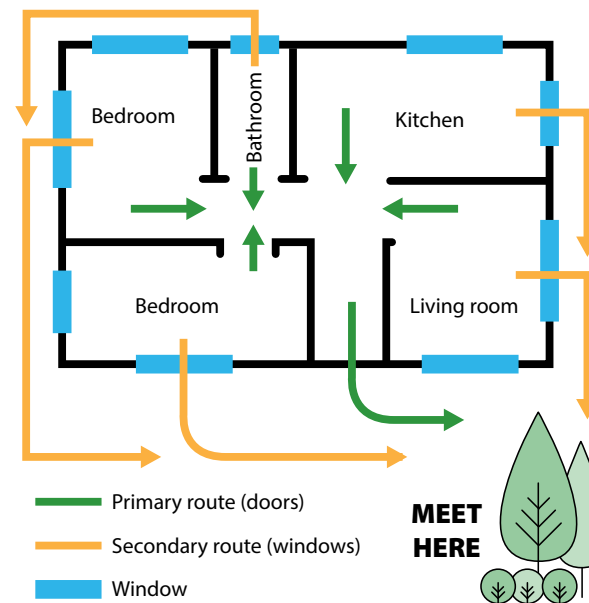 Bedroom
Bathroom
Kitchen
Bedroom
Living room
Primary route (doors)
Secondary route (windows)
Window
MEET
HERE